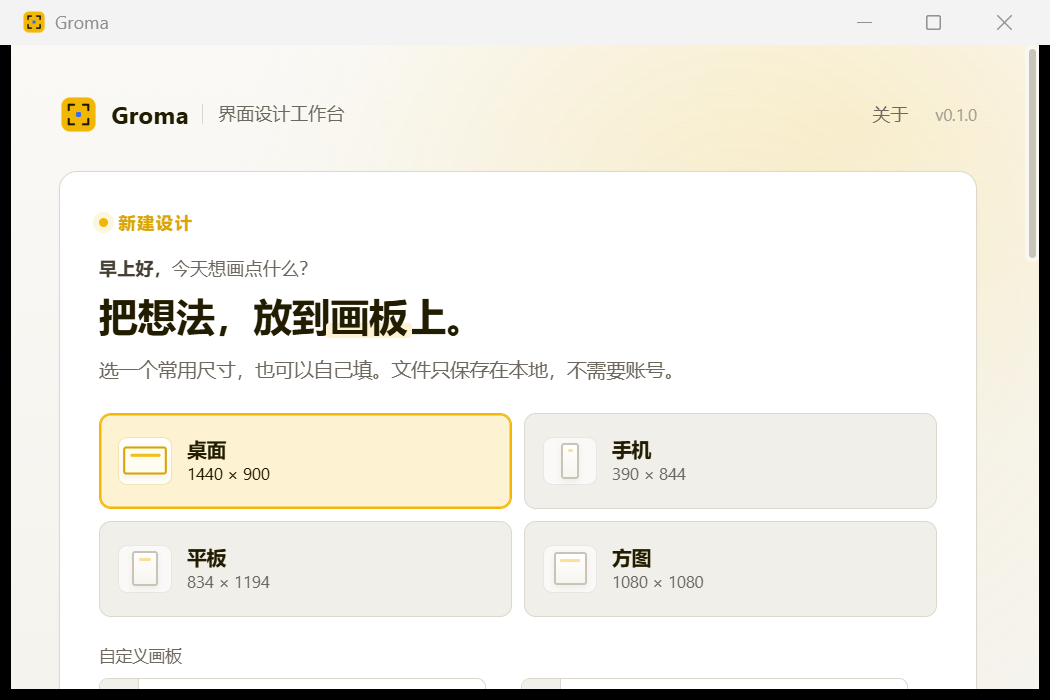 Groma
Groma 界面设计工作台 关于 v0.1.0
新建设计
早上好，今天想画点什么？
把想法，放到画板上。
选一个常用尺寸，也可以自己填。文件只保存在本地，不需要账号。
桌面
1440 × 900
手机
390 × 844
平板
834 × 1194
方图
1080 × 1080
自定义画板